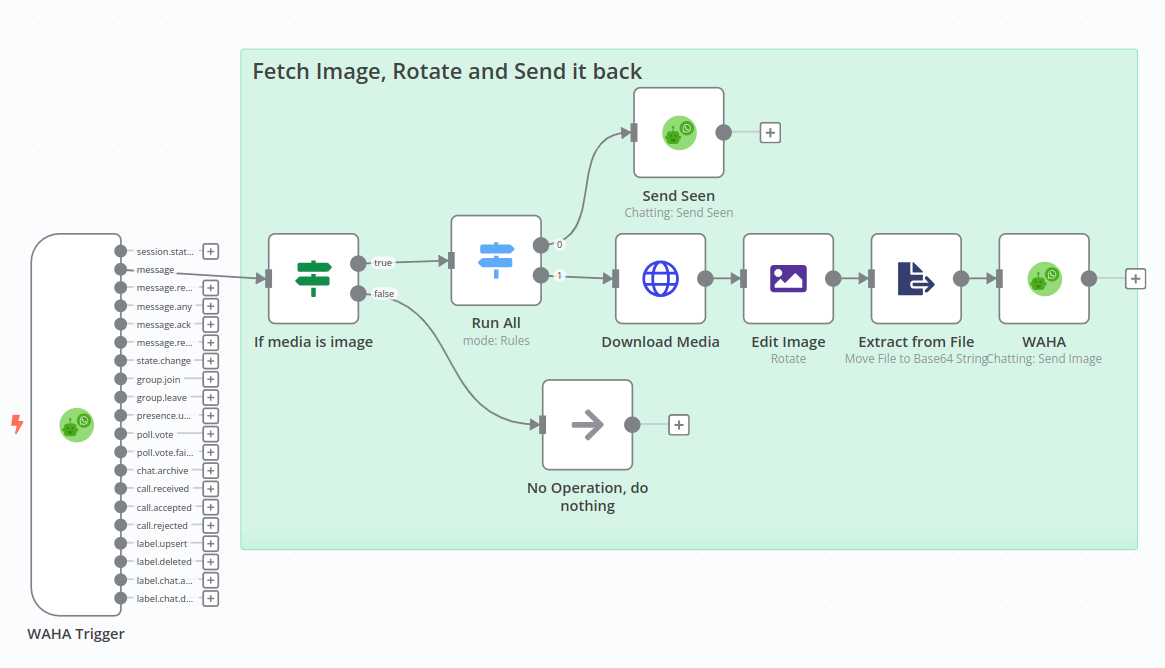 Fetch Image, Rotate and Send it back
Send Seen
Chatting: Send Seen
session.stat...
message
message.re...
message.any
message.ack
message.re...
state.change
group.join
group.leave
presence.u...
poll.vote
poll.vote.fai...
chat.archive
call.received
call.accepted
call.rejected
label.upsert
label.deleted
label.chat.a...
label.chat.d...
WAHA Trigger
true
false
If media is image
0
1
Run All
mode: Rules
Download Media
Edit Image
Rotate
Extract from File
Move File to Base64 String
WAHA
Chatting: Send Image
No Operation, do
nothing